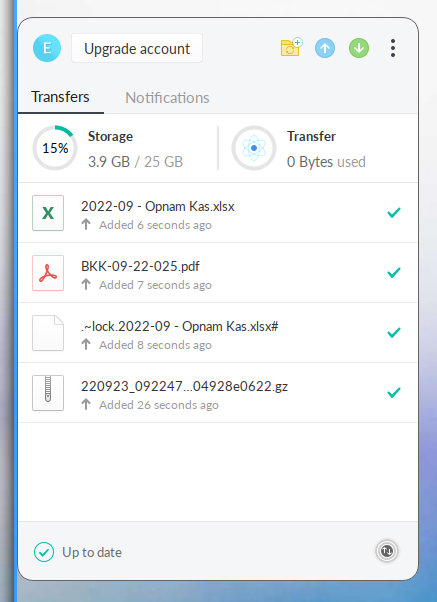 E
Upgrade account
Transfers
Notifications
15%
Storage
3.9 GB / 25 GB
Transfer
0 Bytes used
X
2022-09 - Opnam Kas.xlsx
Added 6 seconds ago
BKK-09-22-025.pdf
Added 7 seconds ago
.~lock.2022-09 - Opnam Kas.xlsx#
Added 8 seconds ago
220923_092247...04928e0622.gz
Added 26 seconds ago
Up to date